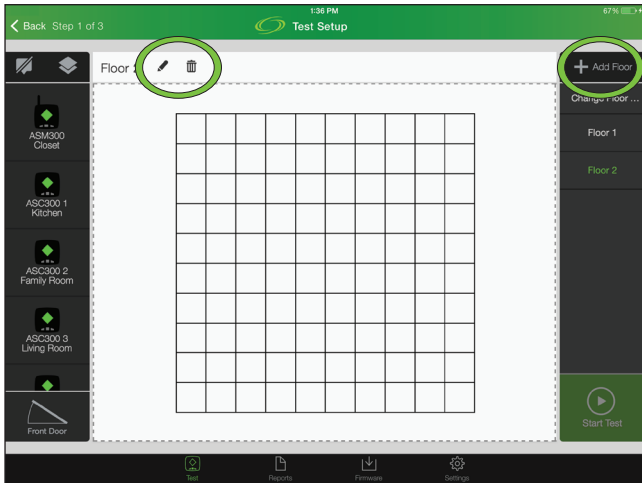 1:36 PM
67%
Back Step 1 of 3
Test Setup
Floor 2
Add Floor
Change Floor ...
Floor 1
Floor 2
ASM300
Closet
ASC300 1
Kitchen
ASC300 2
Family Room
ASC300 3
Living Room
Front Door
Start Test
Test
Reports
Firmware
Settings